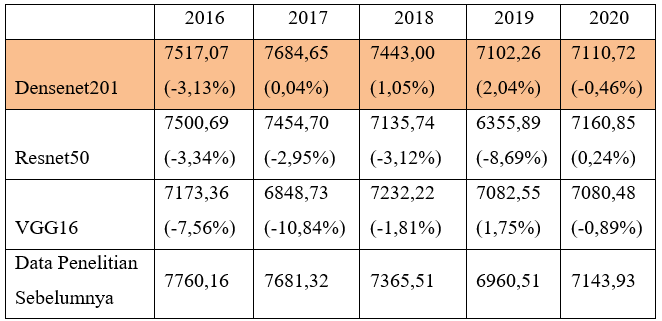 2016 2017 2018 2019 2020
Densenet201 7517,07 7684,65 7443,00 7102,26 7110,72
(-3,13%) (0,04%) (1,05%) (2,04%) (-0,46%)
Resnet50 7500,69 7454,70 7135,74 6355,89 7160,85
(-3,34%) (-2,95%) (-3,12%) (-8,69%) (0,24%)
VGG16 7173,36 6848,73 7232,22 7082,55 7080,48
(-7,56%) (-10,84%) (-1,81%) (1,75%) (-0,89%)
Data Penelitian
Sebelumnya 7760,16 7681,32 7365,51 6960,51 7143,93